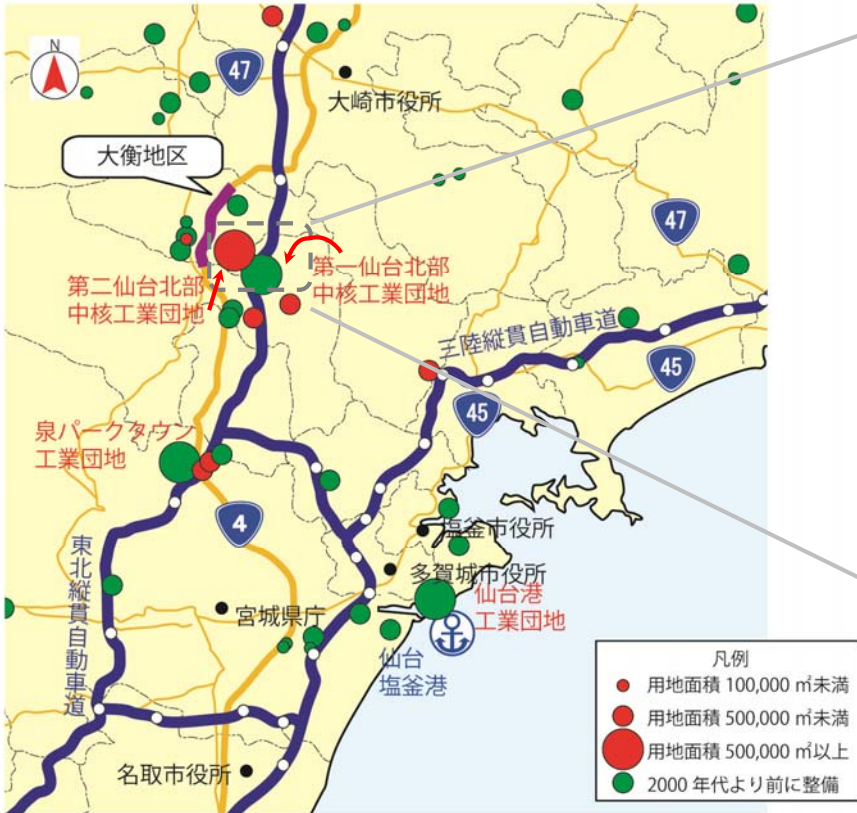 N
47
大崎市役所
大衡地区
47
第二仙台北部
中核工業団地
第一仙台北部
中核工業団地
三陸縦貫自動車道
45
45
泉パークタウン
工業団地
4
塩釜市役所
多賀城市役所
東北縦貫自動車道
宮城県庁
仙台港
工業団地
仙台
塩釜港
名取市役所
凡例
用地面積 100,000 ㎡未満
用地面積 500,000 ㎡未満
用地面積 500,000 ㎡以上
2000 年代より前に整備